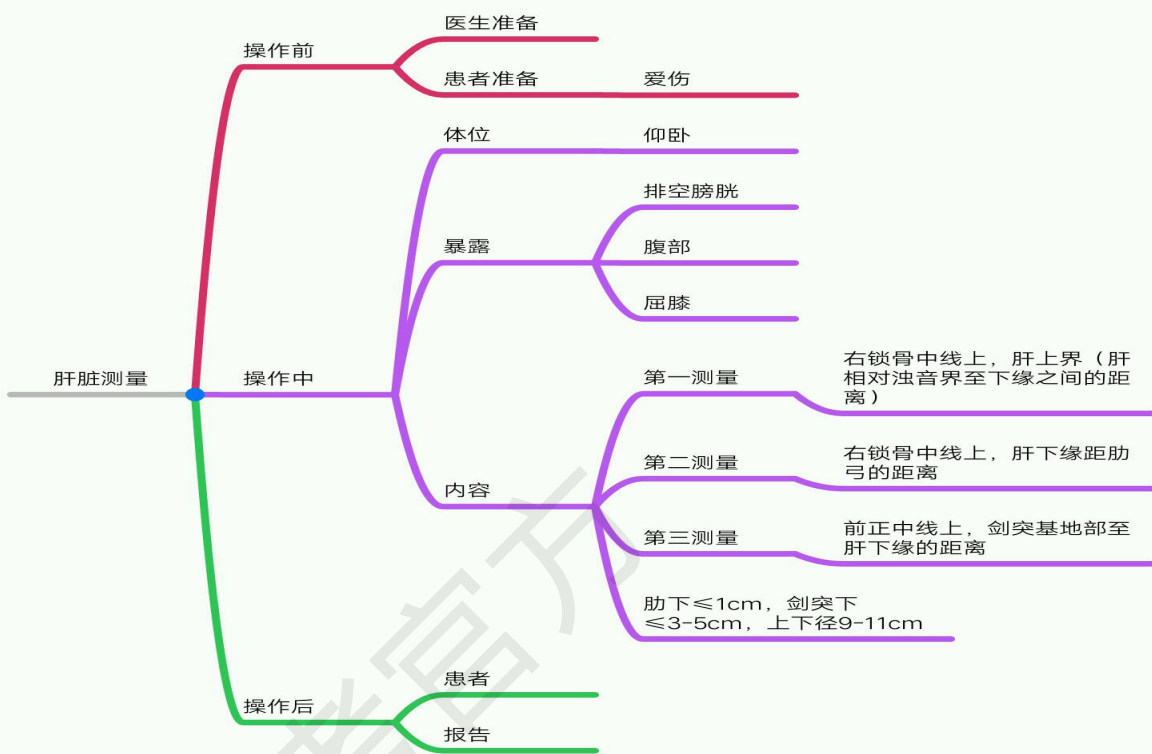 医生准备
操作前
患者准备
爱伤
体位
仰卧
排空膀胱
暴露
腹部
屈膝
肝脏测量
操作中
第一测量
右锁骨中线上，肝上界（肝
相对浊音界至下缘之间的距
离）
内容
第二测量
右锁骨中线上，肝下缘距肋
弓的距离
第三测量
前正中线上，剑突基地部至
肝下缘的距离
肋下≤1cm，剑突下
≤3-5cm，上下径9-11cm
操作后
患者
报告
官方